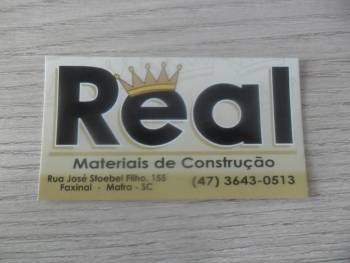 Real
Materiais de Construção
Rua José Stoebel Filho, 155
Faxinal - Mafra - SC
(47) 3643-0513